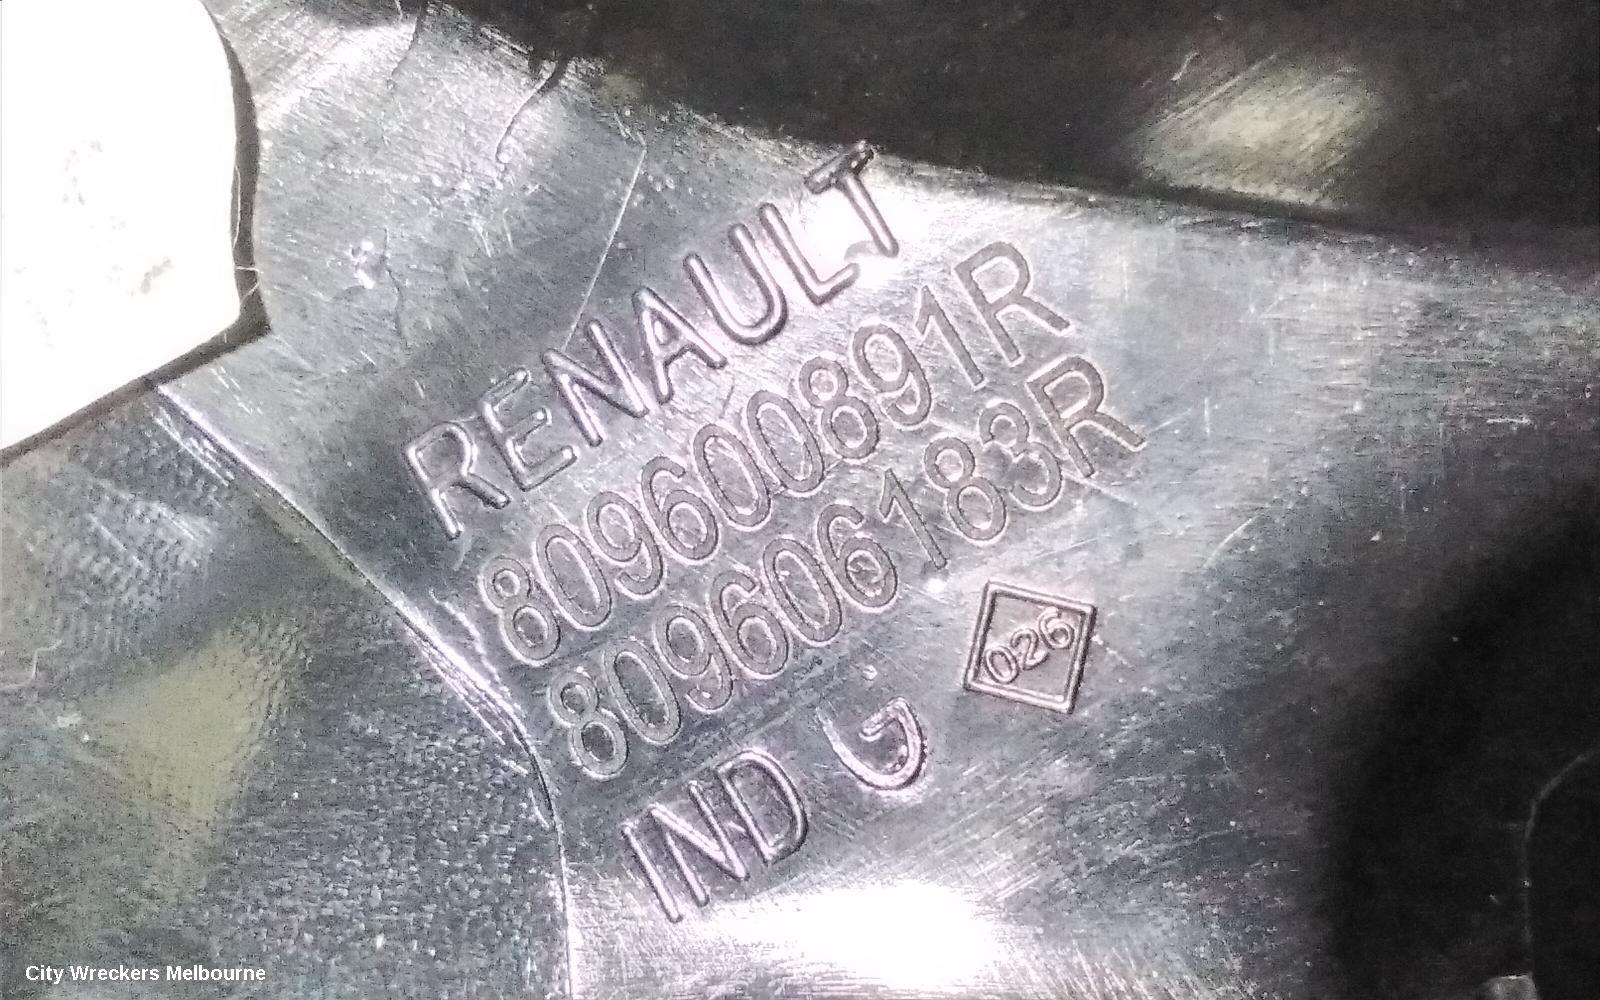 RENAULT
809600891R
809606183R
026
IND G
City Wreckers Melbourne